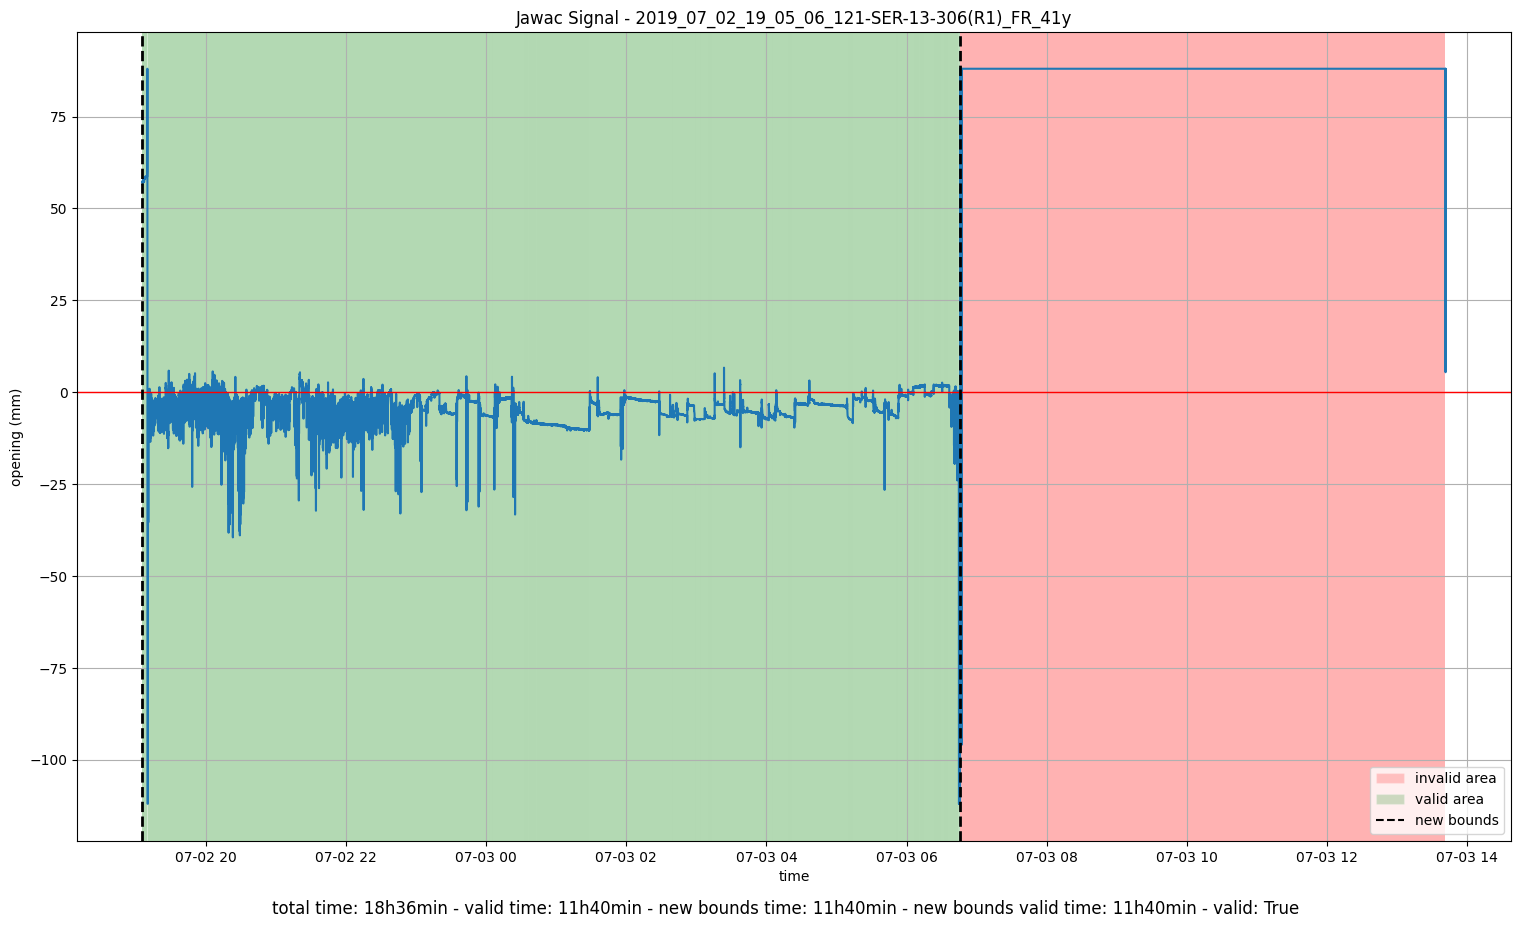 Jawac Signal - 2019_07_02_19_05_06_121-SER-13-306(R1)_FR_41y
opening (mm)
75
50
25
0
−25
−50
−75
−100
07-02 20
07-02 22
07-03 00
07-03 02
07-03 04
07-03 06
07-03 08
07-03 10
07-03 12
07-03 14
time
invalid area
valid area
new bounds
total time: 18h36min - valid time: 11h40min - new bounds time: 11h40min - new bounds valid time: 11h40min - valid: True